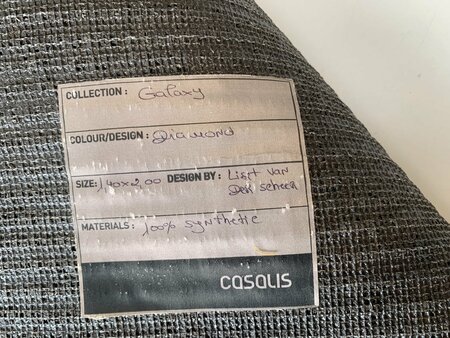 COLLECTION : Galaxy
COLOUR/DESIGN : Diamond
SIZE: 140x2,00 DESIGN BY : Liset van
der scheer
MATERIALS : 100% synthetic
casalis